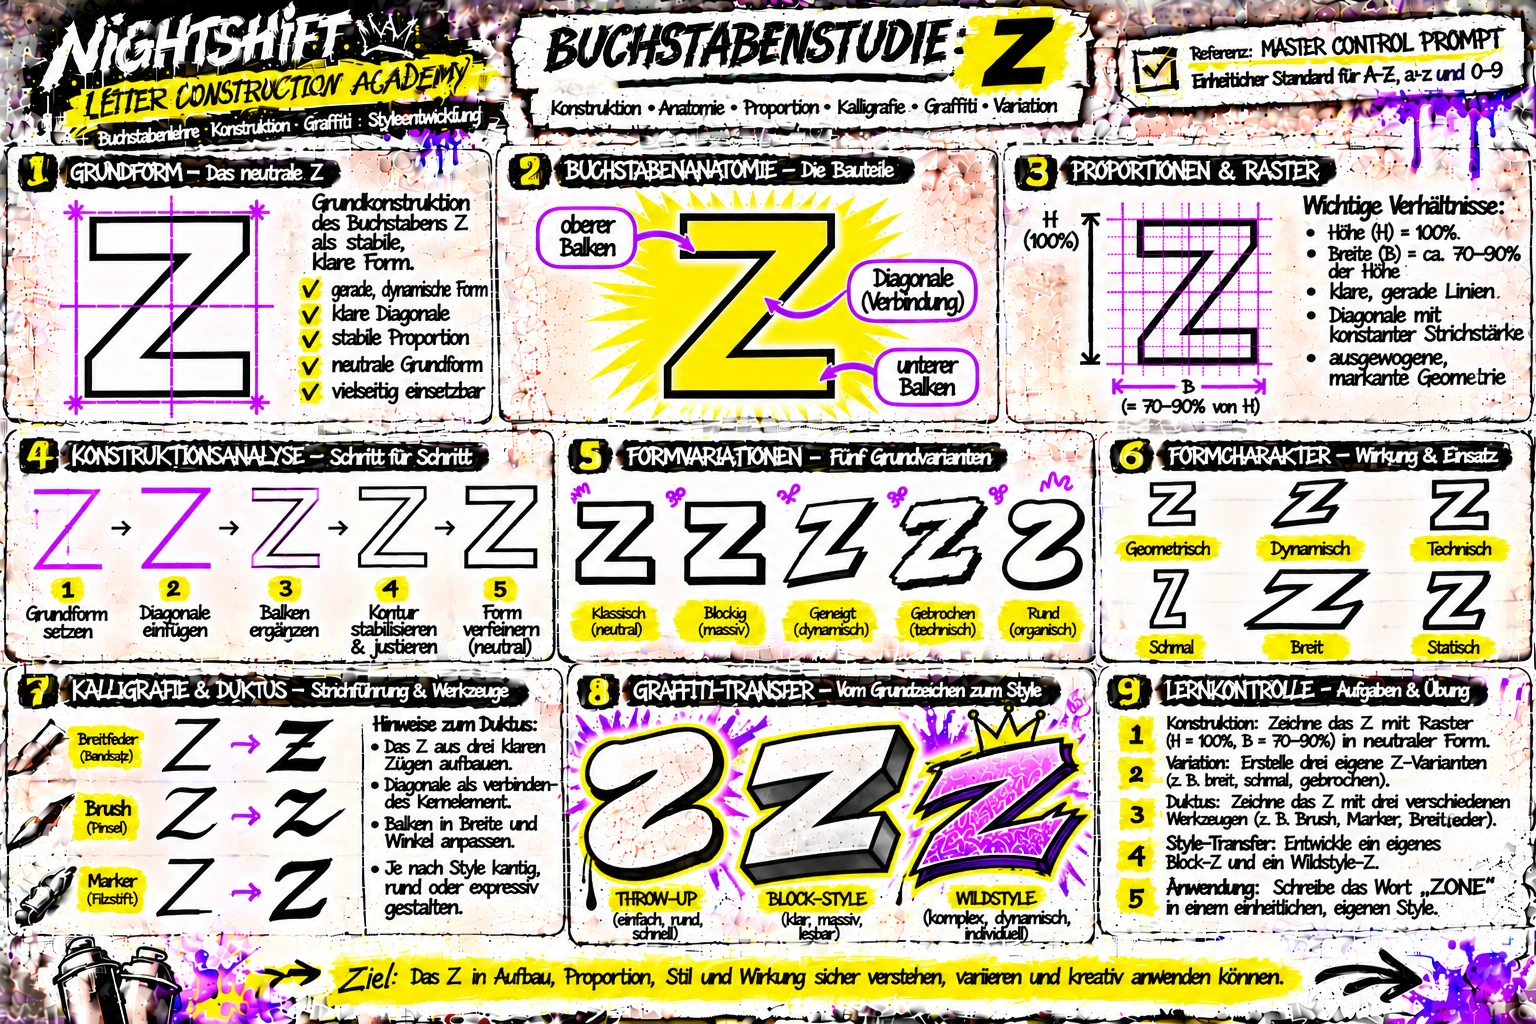 NIGHTSHIFT
LETTER CONSTRUCTION ACADEMY
Buchstabenlehre · Konstruktion · Graffiti : Styleentwicklung
BUCHSTABENSTUDIE: Z
Konstruktion • Anatomie • Proportion • Kalligrafie • Graffiti • Variation
Referenz: MASTER CONTROL PROMPT
Einheitlicher Standard für A-Z, a-z und 0-9
1 GRUNDFORM – Das neutrale Z
Grundkonstruktion
des Buchstabens Z
als stabile,
klare Form.
✓ gerade, dynamische Form
✓ klare Diagonale
✓ stabile Proportion
✓ neutrale Grundform
✓ vielseitig einsetzbar
2 BUCHSTABENANATOMIE – Die Bauteile
oberer
Balken
Diagonale
(Verbindung)
unterer
Balken
3 PROPORTIONEN & RASTER
H
(100%)
B
(= 70-90% von H)
Wichtige Verhältnisse:
• Höhe (H) = 100%.
• Breite (B) = ca. 70-90%
der Höhe
• klare, gerade Linien.
• Diagonale mit
konstanter Strichstärke
• ausgewogene,
markante Geometrie
4 KONSTRUKTIONSANALYSE – Schritt für Schritt
1
Grundform
setzen
2
Diagonale
einfügen
3
Balken
ergänzen
4
Kontur
stabilisieren
& justieren
5
Form
verfeinern
(neutral)
5 FORMVARIATIONEN – Fünf Grundvarianten
Z Z Z Z Z
Klassisch
(neutral)
Blockig
(massiv)
Geneigt
(dynamisch)
Gebrochen
(technisch)
Rund
(organisch)
6 FORMCHARAKTER – Wirkung & Einsatz
Z Z Z
Geometrisch Dynamisch Technisch
Z Z Z
Schmal Breit Statisch
7 KALLIGRAFIE & DUKTUS – Strichführung & Werkzeuge
Breitfeder
(Bandsatz)
Z → Z
Brush
(Pinsel)
Z → Z
Marker
(Filzstift)
Z → Z
Hinweise zum Duktus:
• Das Z aus drei klaren
Zügen aufbauen.
• Diagonale als verbinden-
des Kernelement.
• Balken in Breite und
Winkel anpassen.
• Je nach Style kantig,
rund oder expressiv
gestalten.
8 GRAFFITI-TRANSFER – Vom Grundzeichen zum Style
Z Z Z
THROW-UP
(einfach, rund,
schnell)
BLOCK-STYLE
(klar, massiv,
lesbar)
WILDSTYLE
(komplex, dynamisch,
individuell)
9 LERNKONTROLLE – Aufgaben & Übung
1 Konstruktion: Zeichne das Z mit Raster
(H = 100%, B = 70-90%) in neutraler Form.
2 Variation: Erstelle drei eigene Z-Varianten
(z. B. breit, schmal, gebrochen).
3 Duktus: Zeichne das Z mit drei verschiedenen
Werkzeugen (z. B. Brush, Marker, Breitfeder).
4 Style-Transfer: Entwickle ein eigenes
Block-Z und ein Wildstyle-Z.
5 Anwendung: Schreibe das Wort „ZONE"
in einem einheitlichen, eigenen Style.
Ziel: Das Z in Aufbau, Proportion, Stil und Wirkung sicher verstehen, variieren und kreativ anwenden können.